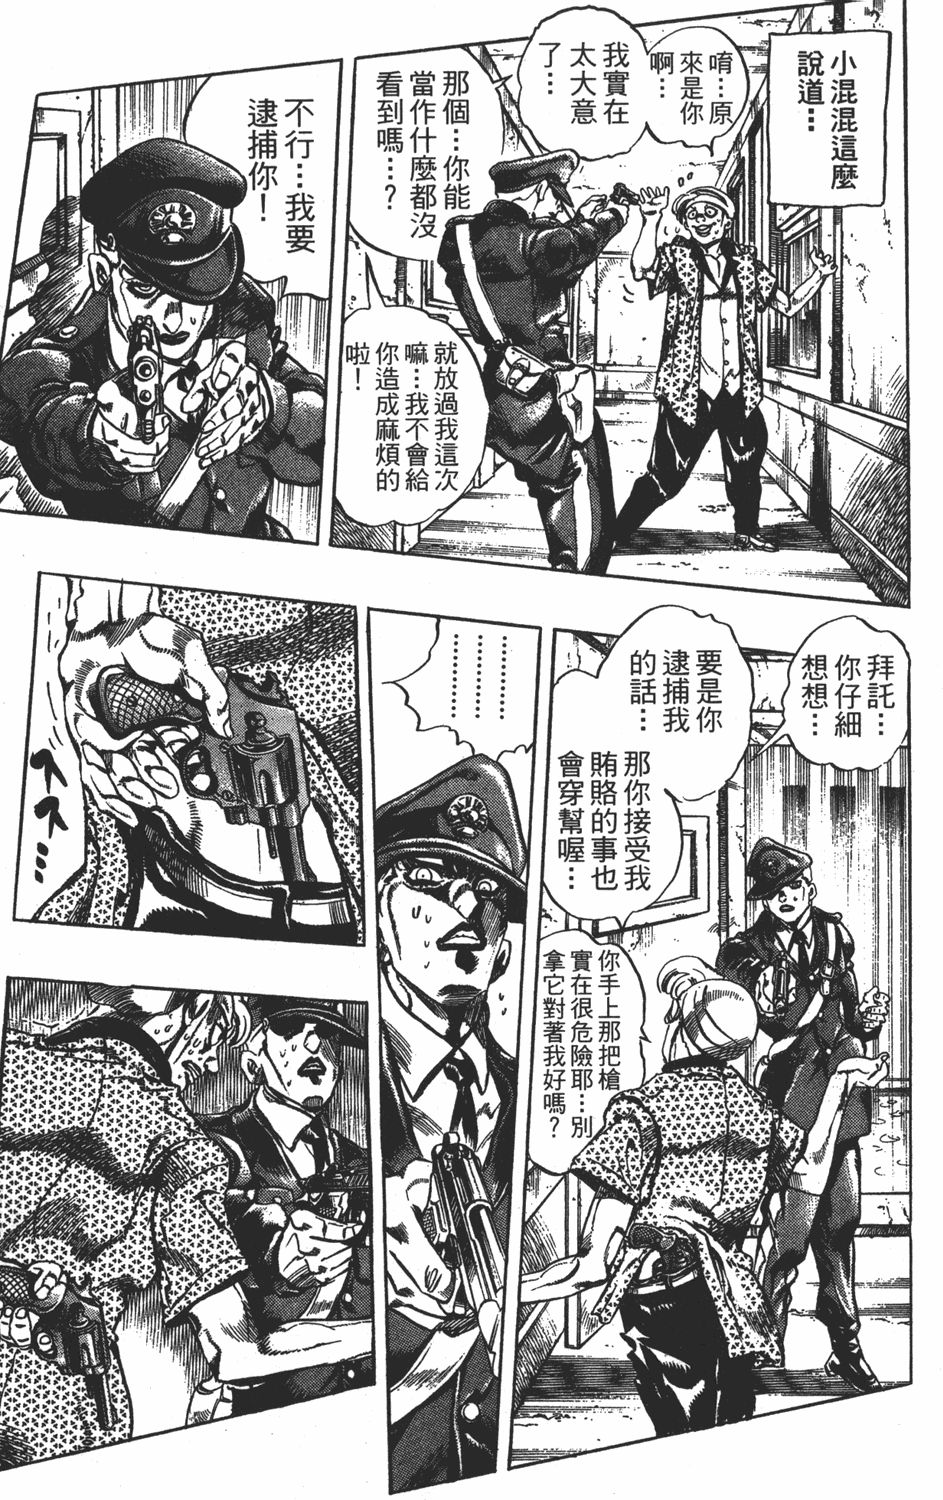 小混混這麼
說道…
唷…原
來是你
啊…
我實在
太大意
了…
那個…你能
當作什麼都沒
看到嗎…?
就放過我這次
嘛…我不會給
你造成麻煩的
啦!
不行…我要
逮捕你!
拜託…
你仔細
想想…
要是你
逮捕我
的話…
那你接受我
賄賂的事也
會穿幫喔…
你手上那把槍
實在很危險耶…別
拿它對著我好嗎?
………
………